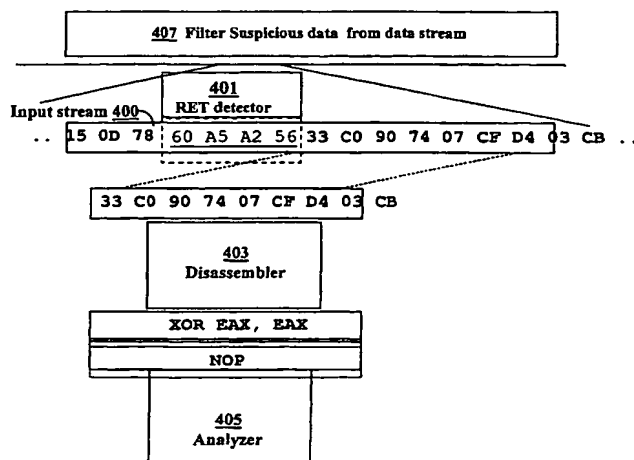 407 Filter Suspicious data from data stream
401
RET detector
Input stream 400
.. 15 0D 78 60 A5 A2 56 33 C0 90 74 07 CF D4 03 CB ..
33 C0 90 74 07 CF D4 03 CB
403
Disassembler
XOR EAX, EAX
NOP
405
Analyzer